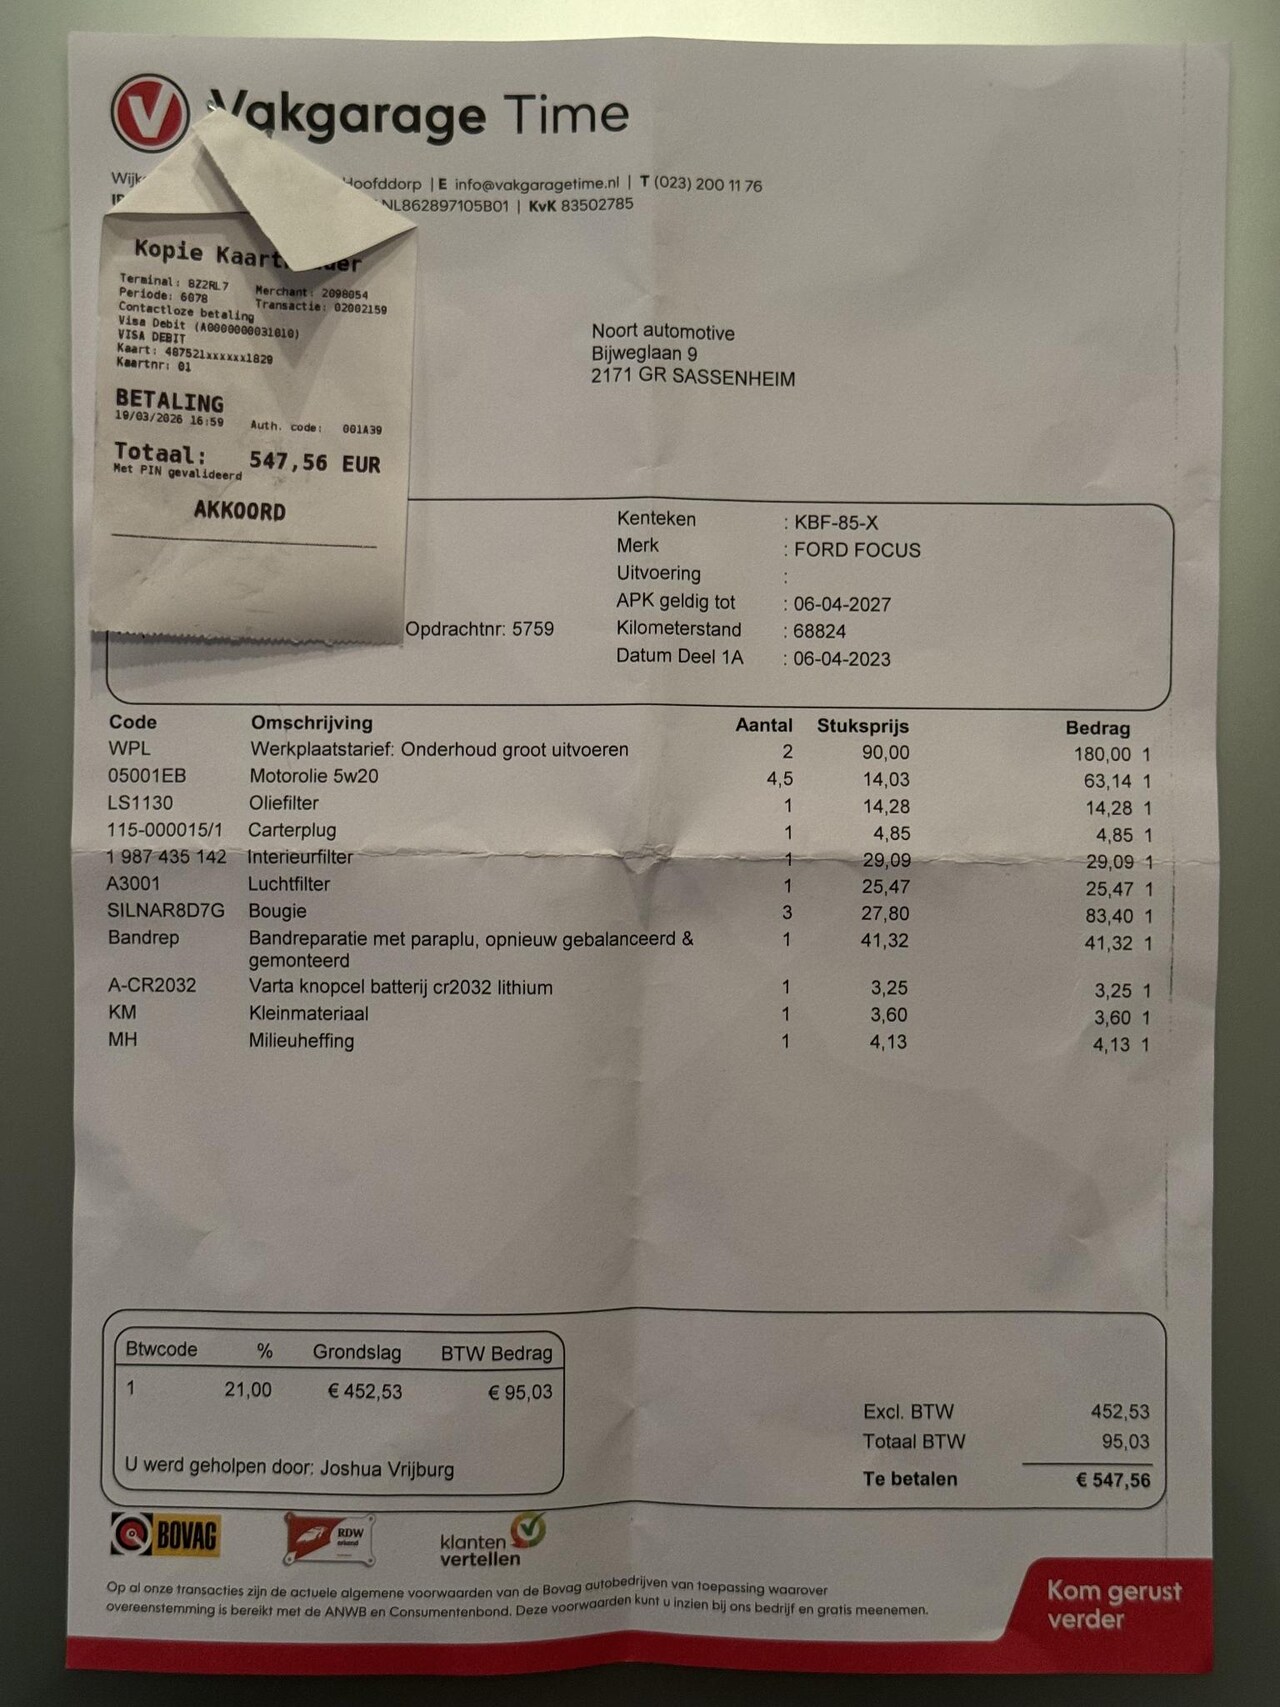 Vakgarage Time
Hoofddorp | E info@vakgaragetime.nl | T (023) 200 11 76
NL862897105B01 | KvK 83502785
Kopie
Terminal: 8Z2RL7 Merchant: 2098054
Periode: 6078 Transactie: 02002159
Contactloze betaling
Visa Debit (A0000000031010)
VISA DEBIT
Kaart: 487521xxxxxx1829
Kaartnr: 01
BETALING
19/03/2026 16:59 Auth. code: 001A39
Totaal: 547,56 EUR
Met PIN gevalideerd
AKKOORD
Noort automotive
Bijweglaan 9
2171 GR SASSENHEIM
Kenteken : KBF-85-X
Merk : FORD FOCUS
Uitvoering :
APK geldig tot : 06-04-2027
Opdrachtnr: 5759 Kilometerstand : 68824
Datum Deel 1A : 06-04-2023
Code Omschrijving Aantal Stuksprijs Bedrag
WPL Werkplaatstarief: Onderhoud groot uitvoeren 2 90,00 180,00 1
05001EB Motorolie 5w20 4,5 14,03 63,14 1
LS1130 Oliefilter 1 14,28 14,28 1
115-000015/1 Carterplug 1 4,85 4,85 1
1 987 435 142 Interieurfilter 1 29,09 29,09 1
A3001 Luchtfilter 1 25,47 25,47 1
SILNAR8D7G Bougie 3 27,80 83,40 1
Bandrep Bandreparatie met paraplu, opnieuw gebalanceerd & 1 41,32 41,32 1
gemonteerd
A-CR2032 Varta knopcel batterij cr2032 lithium 1 3,25 3,25 1
KM Kleinmateriaal 1 3,60 3,60 1
MH Milieuheffing 1 4,13 4,13 1
Btwcode % Grondslag BTW Bedrag
1 21,00 € 452,53 € 95,03
U werd geholpen door: Joshua Vrijburg
Excl. BTW 452,53
Totaal BTW 95,03
Te betalen € 547,56
BOVAG
RDW
erkend
klanten
vertellen
Op al onze transacties zijn de actuele algemene voorwaarden van de Bovag autobedrijven van toepassing waarover
overeenstemming is bereikt met de ANWB en Consumentenbond. Deze voorwaarden kunt u inzien bij ons bedrijf en gratis meenemen.
Kom gerust
verder